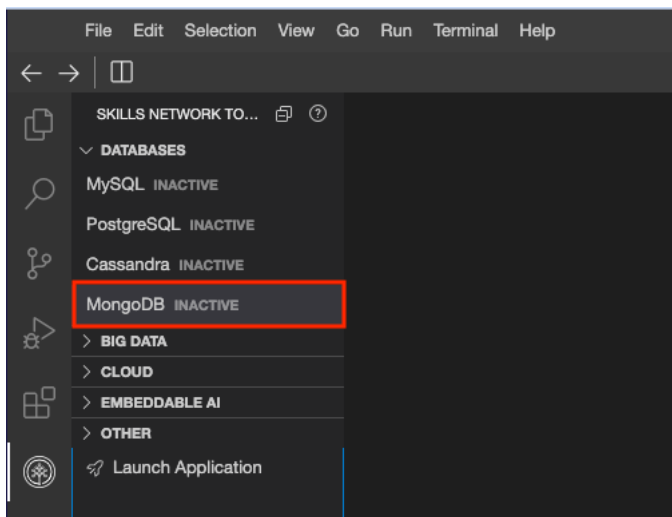 File Edit Selection View Go Run Terminal Help
SKILLS NETWORK TO...
DATABASES
MySQL INACTIVE
PostgreSQL INACTIVE
Cassandra INACTIVE
MongoDB INACTIVE
BIG DATA
CLOUD
EMBEDDABLE AI
OTHER
Launch Application